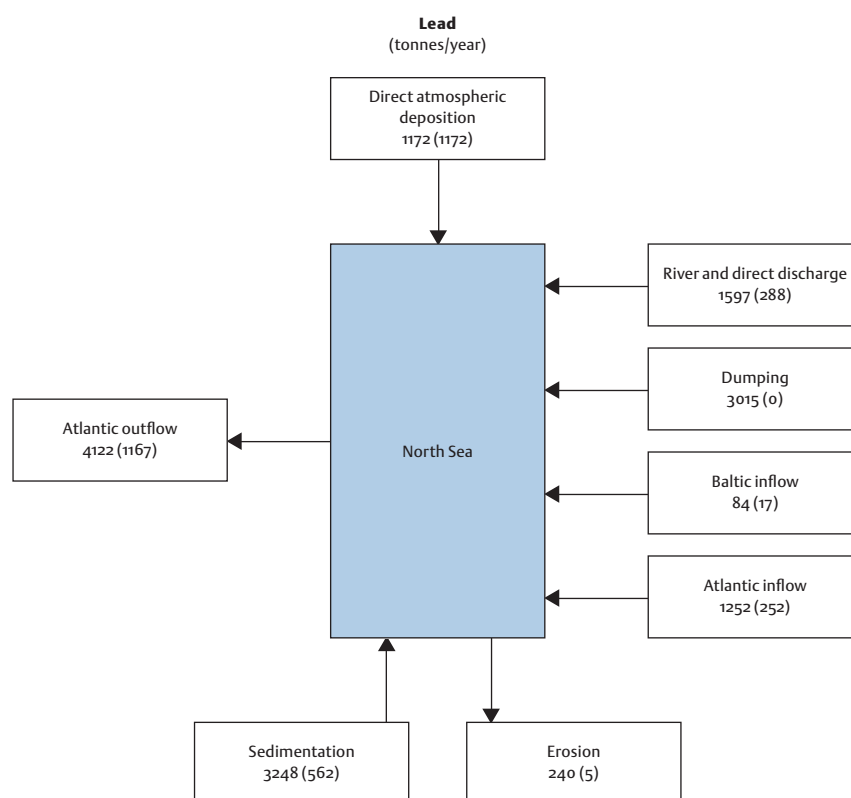 Lead
(tonnes/year)
Direct atmospheric
deposition
1172 (1172)
River and direct discharge
1597 (288)
Dumping
3015 (0)
Atlantic outflow
4122 (1167)
North Sea
Baltic inflow
84 (17)
Atlantic inflow
1252 (252)
Sedimentation
3248 (562)
Erosion
240 (5)